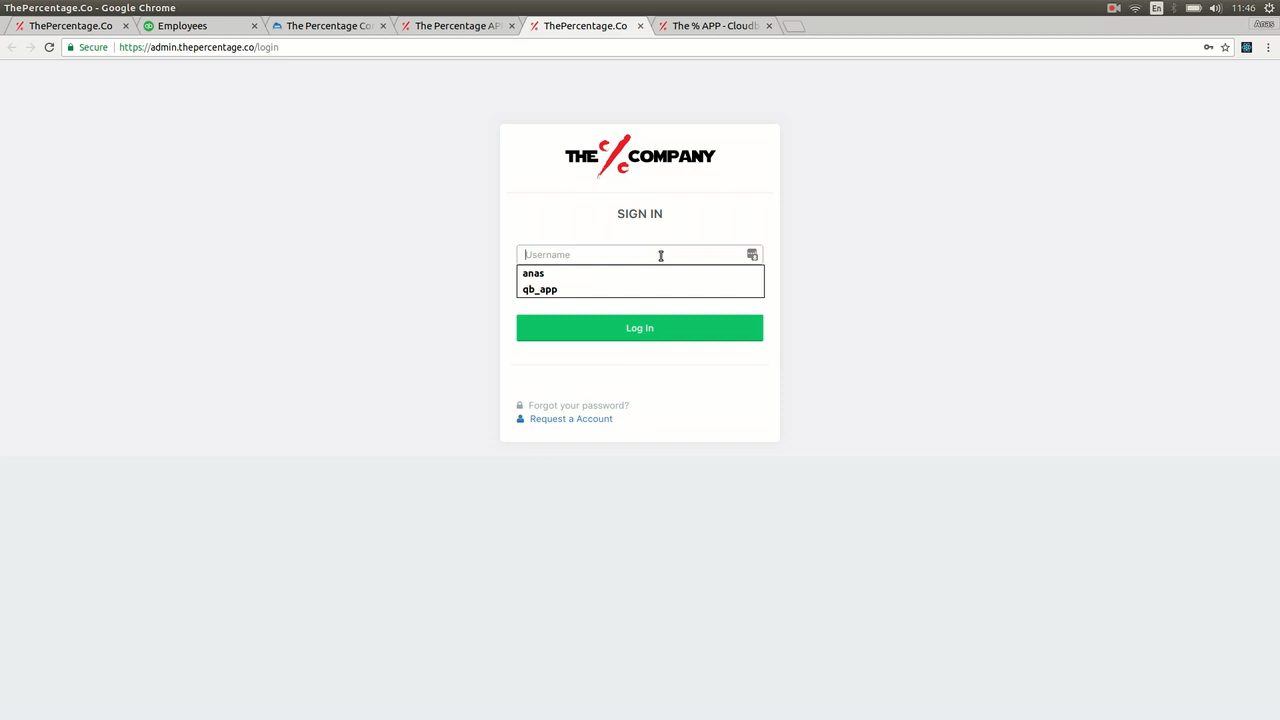 ThePercentage.Co - Google Chrome
En
11:46
ThePercentage.Co
Employees
The Percentage Co
The Percentage AP
ThePercentage.Co
The % APP - Cloudb
Anas
Secure
https://admin.thepercentage.co/login
THE % COMPANY
SIGN IN
Username
anas
qb_app
Log In
Forgot your password?
Request a Account